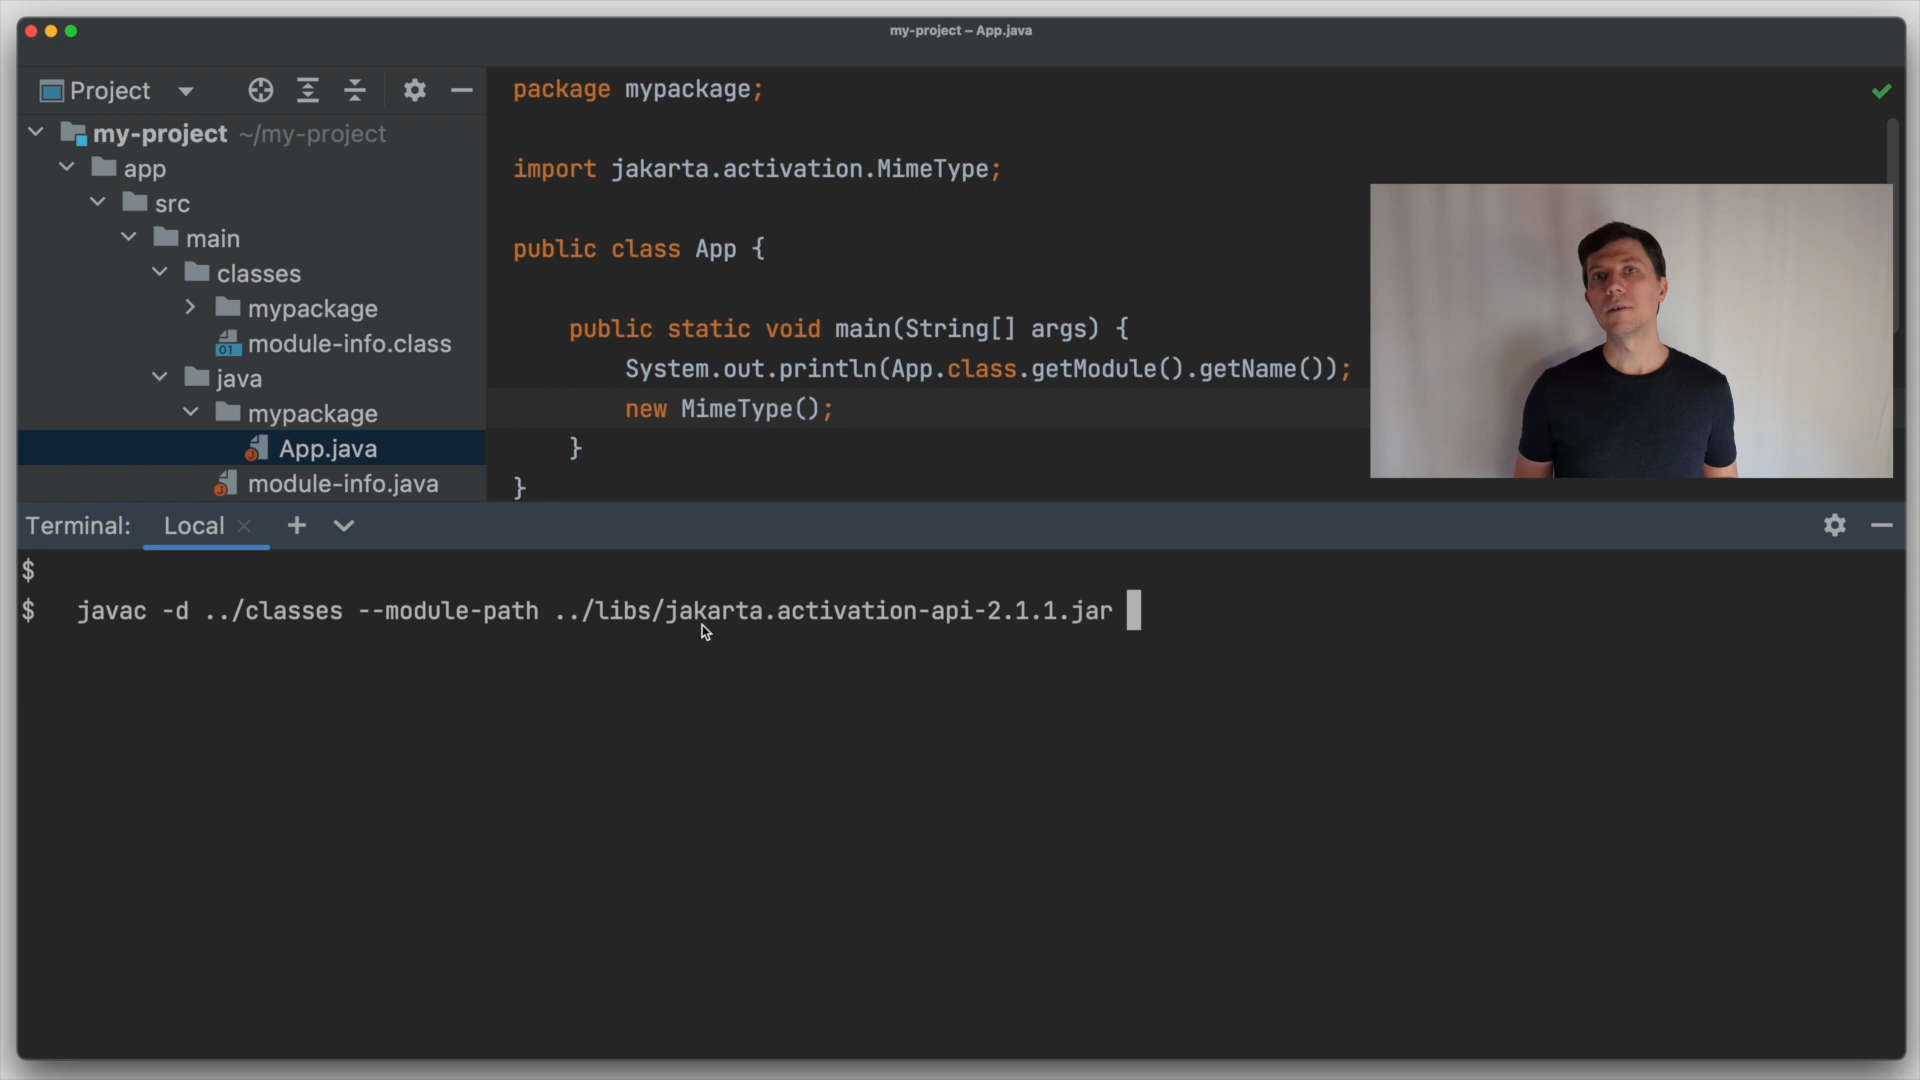 my-project – App.java
Project
my-project ~/my-project
app
src
main
classes
mypackage
module-info.class
java
mypackage
App.java
module-info.java
package mypackage;
import jakarta.activation.MimeType;
public class App {
public static void main(String[] args) {
System.out.println(App.class.getModule().getName());
new MimeType();
}
}
Terminal: Local
$
$ javac -d ../classes --module-path ../libs/jakarta.activation-api-2.1.1.jar